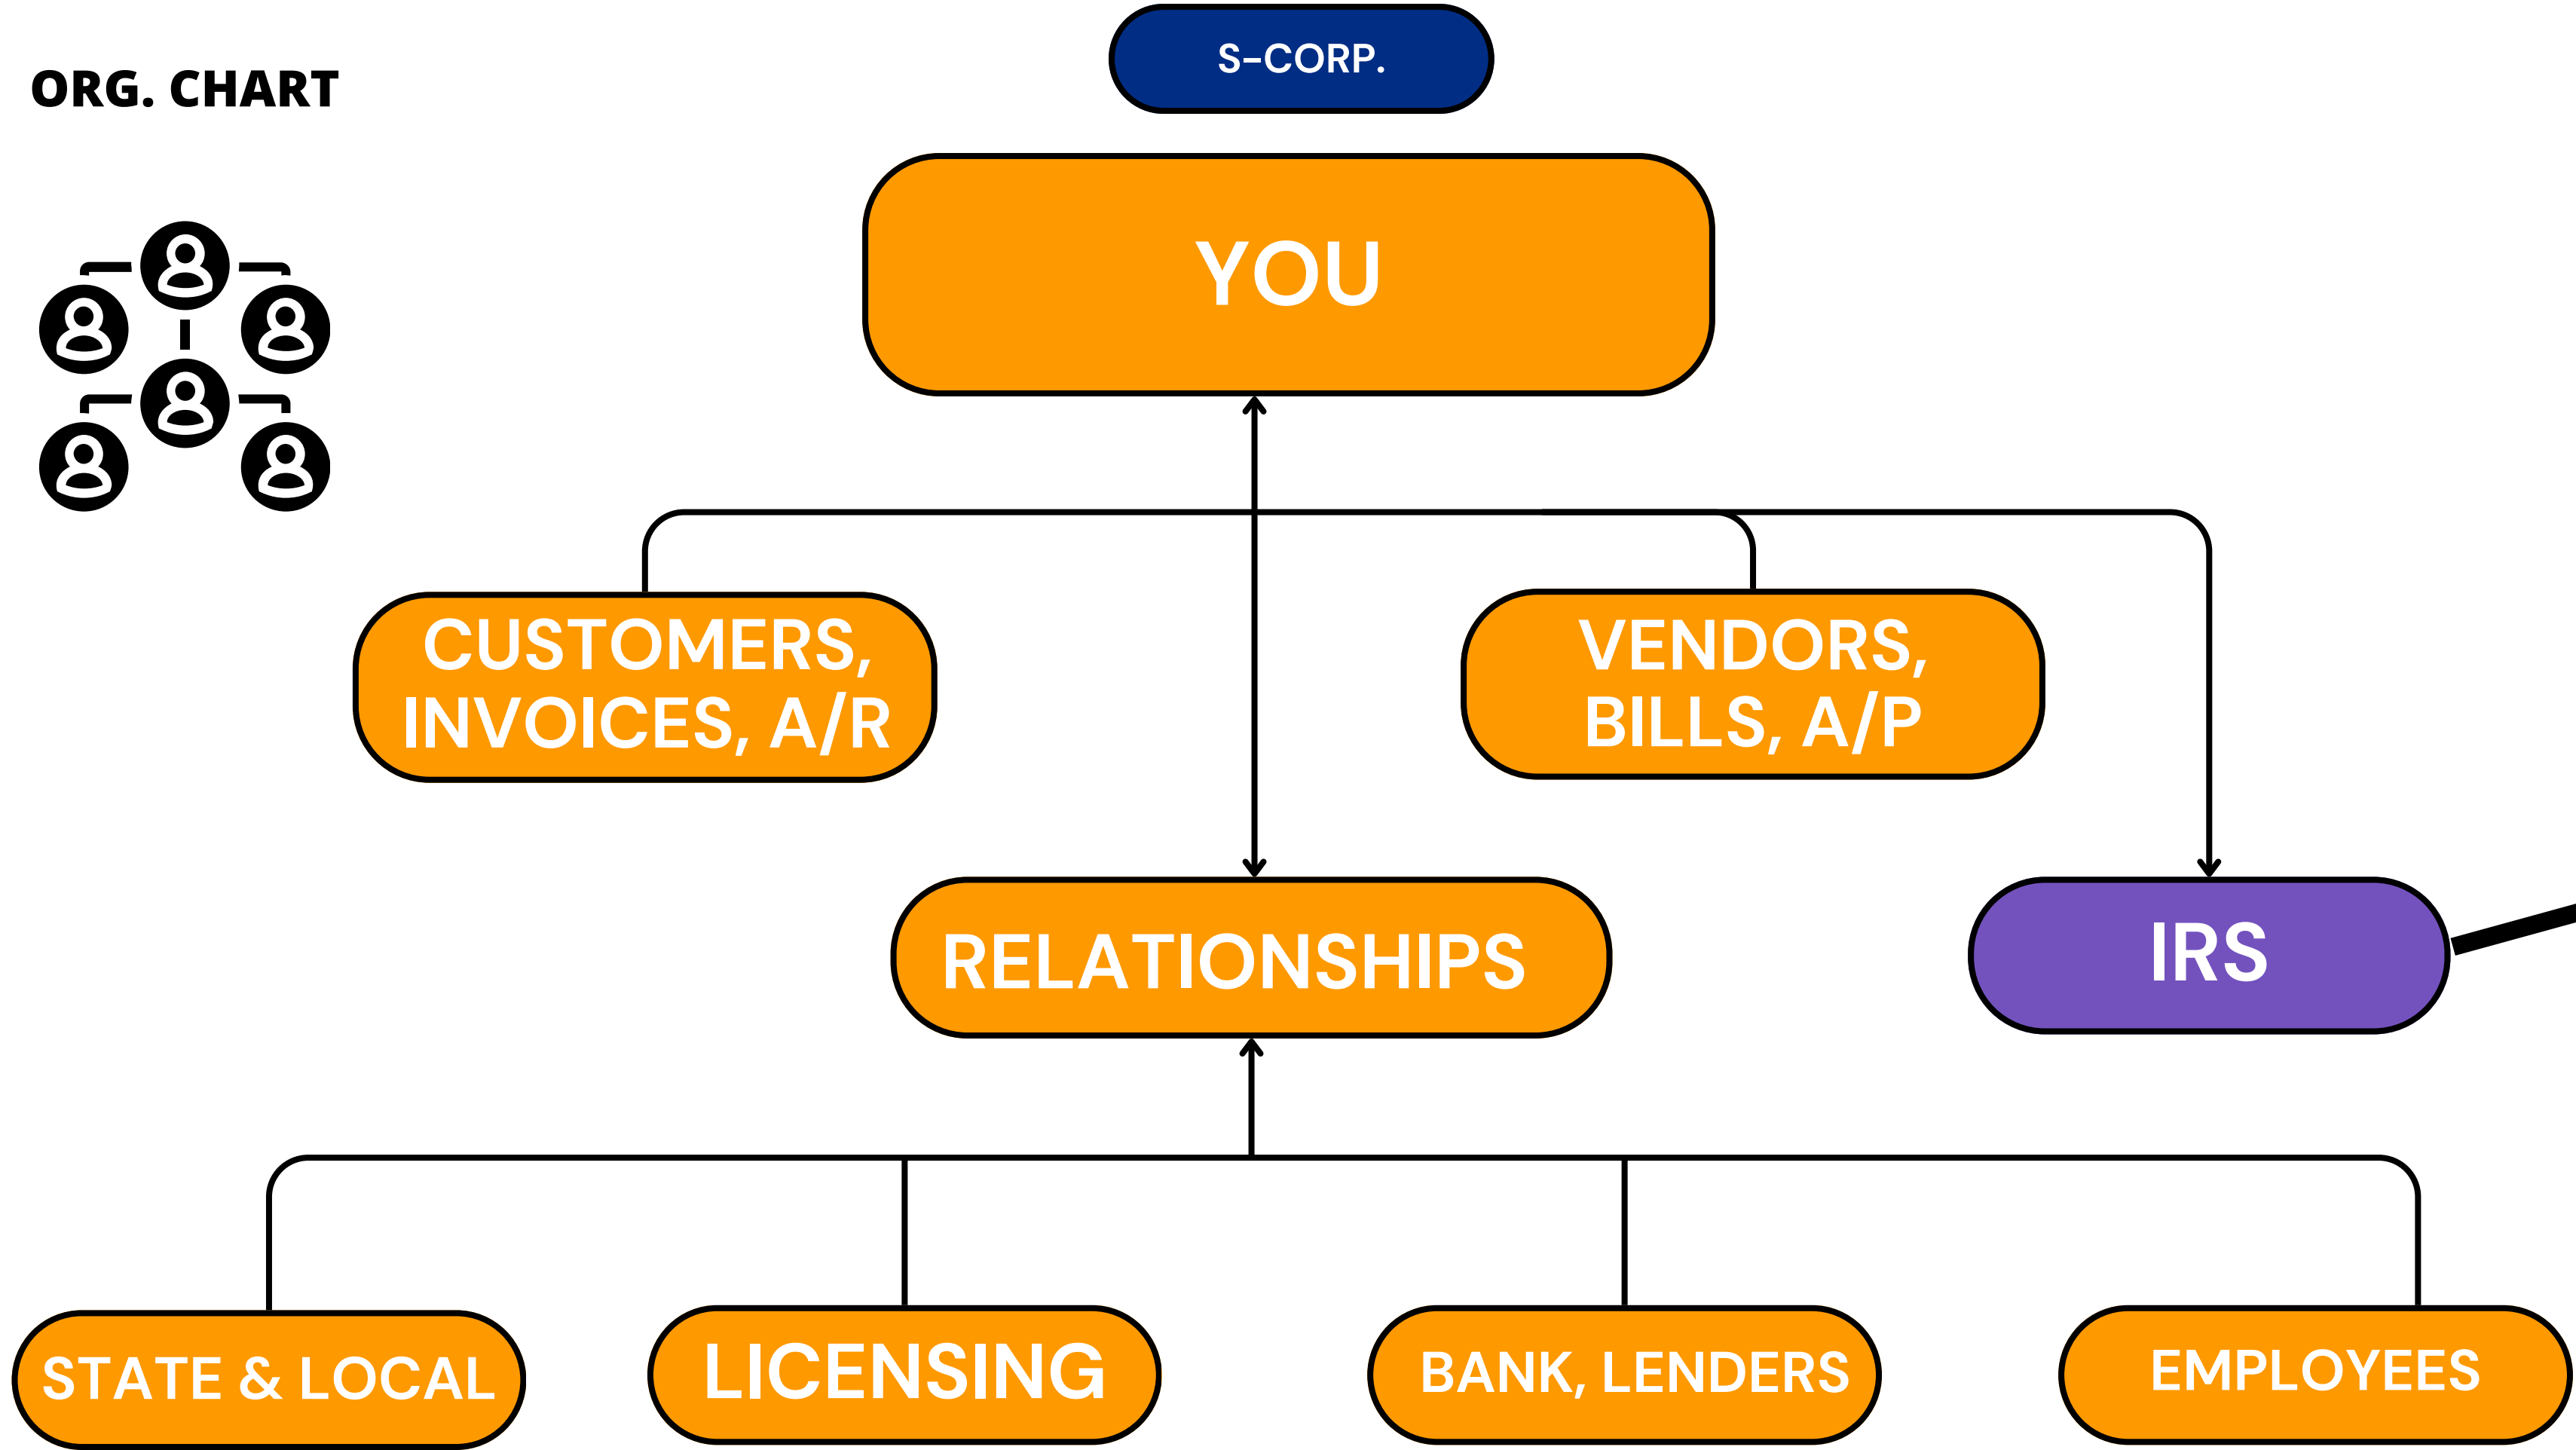 S-CORP.
ORG. CHART
YOU
CUSTOMERS,
INVOICES, A/R
VENDORS,
BILLS, A/P
RELATIONSHIPS
IRS
STATE & LOCAL
LICENSING
BANK, LENDERS
EMPLOYEES